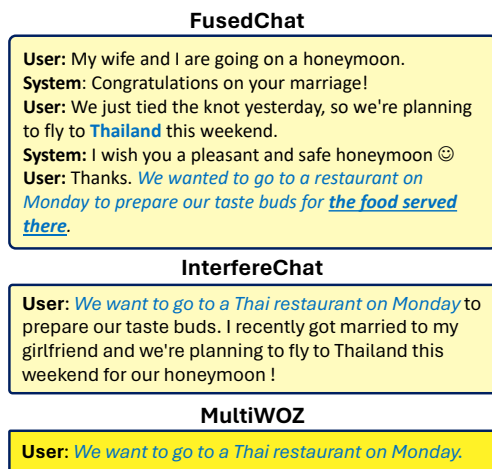 FusedChat
User: My wife and I are going on a honeymoon.
System: Congratulations on your marriage!
User: We just tied the knot yesterday, so we're planning
to fly to Thailand this weekend.
System: I wish you a pleasant and safe honeymoon ☺
User: Thanks. We wanted to go to a restaurant on
Monday to prepare our taste buds for the food served
there.
InterfereChat
User: We want to go to a Thai restaurant on Monday to
prepare our taste buds. I recently got married to my
girlfriend and we're planning to fly to Thailand this
weekend for our honeymoon !
MultiWOZ
User: We want to go to a Thai restaurant on Monday.